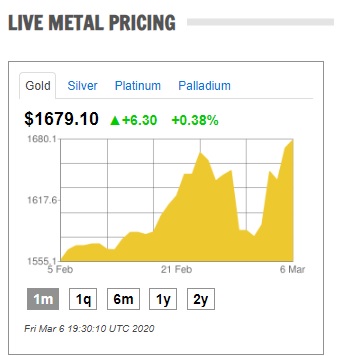 LIVE METAL PRICING
Gold Silver Platinum Palladium
$1679.10 ▲+6.30 +0.38%
1680.1
1617.6
1555.1
5 Feb 21 Feb 6 Mar
1m 1q 6m 1y 2y
Fri Mar 6 19:30:10 UTC 2020